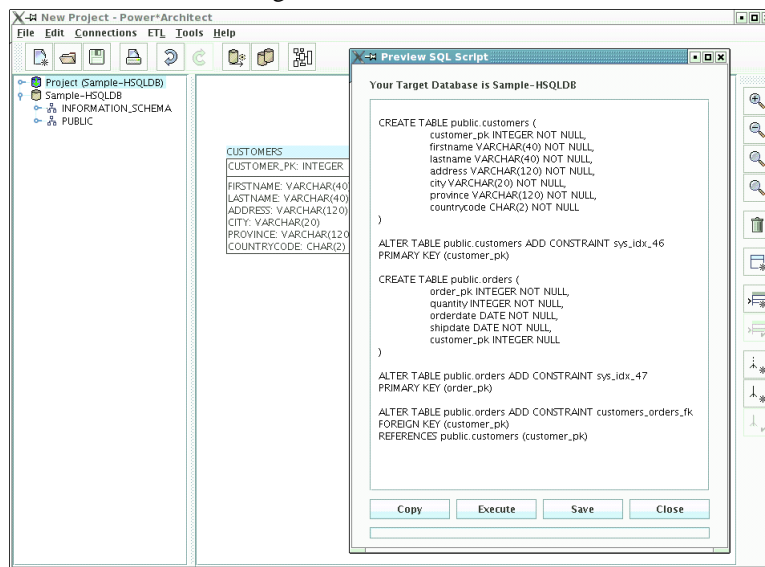 New Project - Power*Architect
File Edit Connections ETL Tools Help
Project (Sample-HSQLDB)
Sample-HSQLDB
INFORMATION_SCHEMA
PUBLIC
CUSTOMERS
CUSTOMER_PK: INTEGER
FIRSTNAME: VARCHAR(40)
LASTNAME: VARCHAR(40)
ADDRESS: VARCHAR(120)
CITY: VARCHAR(20)
PROVINCE: VARCHAR(120
COUNTRYCODE: CHAR(2)
Preview SQL Script
Your Target Database is Sample-HSQLDB
CREATE TABLE public.customers (
customer_pk INTEGER NOT NULL,
firstname VARCHAR(40) NOT NULL,
lastname VARCHAR(40) NOT NULL,
address VARCHAR(120) NOT NULL,
city VARCHAR(20) NOT NULL,
province VARCHAR(120) NOT NULL,
countrycode CHAR(2) NOT NULL
)
ALTER TABLE public.customers ADD CONSTRAINT sys_idx_46
PRIMARY KEY (customer_pk)
CREATE TABLE public.orders (
order_pk INTEGER NOT NULL,
quantity INTEGER NOT NULL,
orderdate DATE NOT NULL,
shipdate DATE NOT NULL,
customer_pk INTEGER NULL
)
ALTER TABLE public.orders ADD CONSTRAINT sys_idx_47
PRIMARY KEY (order_pk)
ALTER TABLE public.orders ADD CONSTRAINT customers_orders_fk
FOREIGN KEY (customer_pk)
REFERENCES public.customers (customer_pk)
Copy Execute Save Close